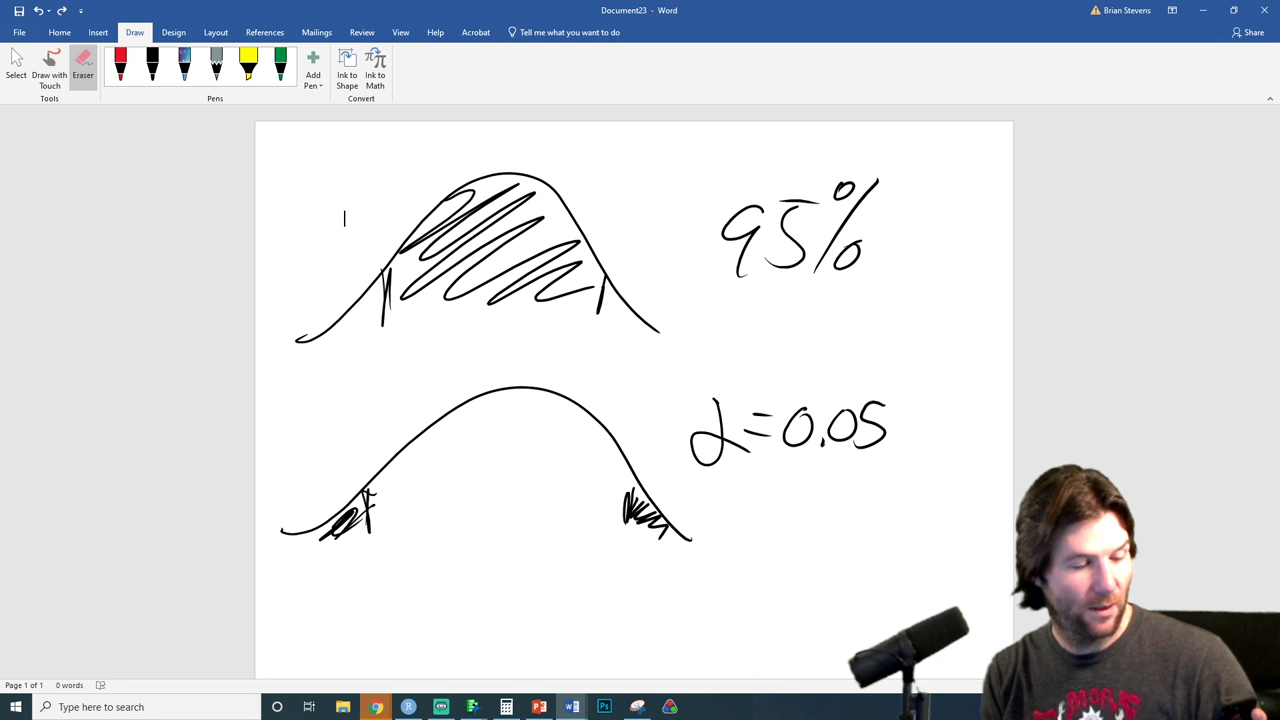 Document23 - Word
Brian Stevens
File Home Insert Draw Design Layout References Mailings Review View Help Acrobat Tell me what you want to do
Share
Select
Draw with Touch
Eraser
Add Pen
Ink to Shape
Ink to Math
Tools
Pens
Convert
95%
α=0.05
Page 1 of 1 0 words
Type here to search